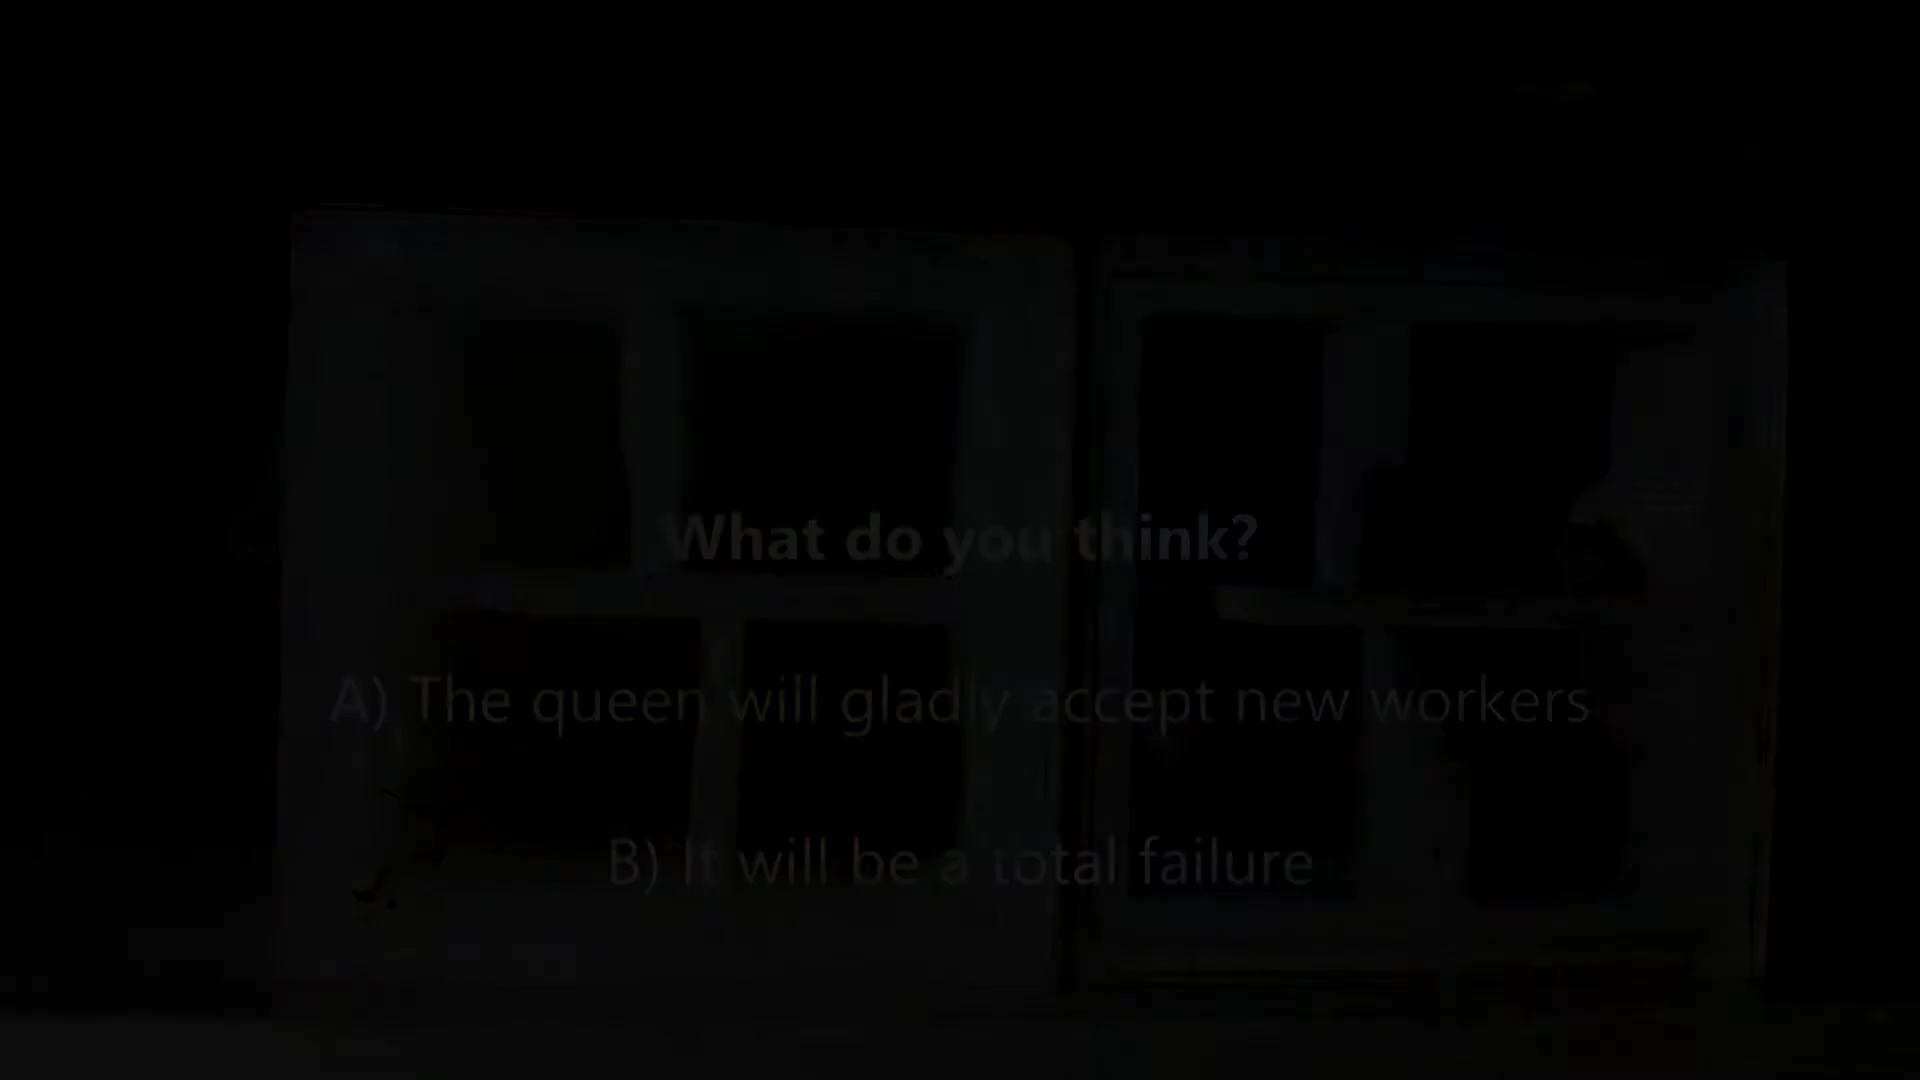 What do you think?
A) The queen will gladly accept new workers
B) It will be a total failure